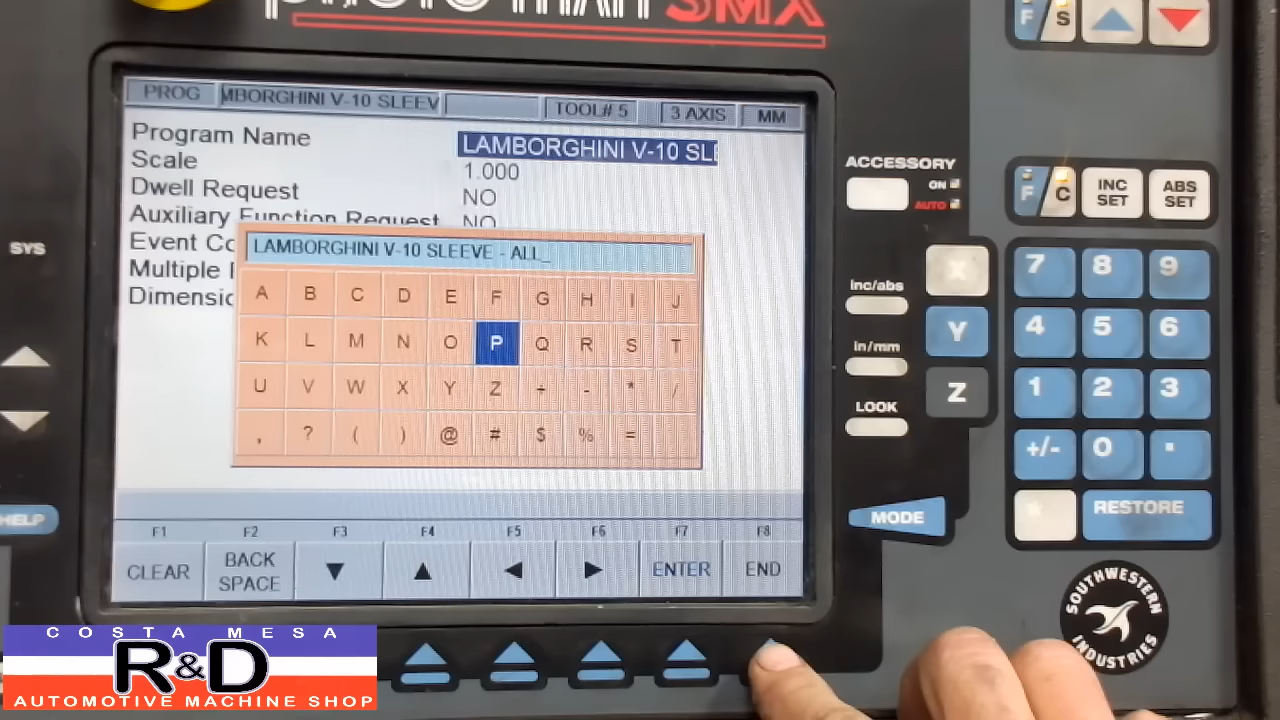 SMX
F/S
PROG MBORGHINI V-10 SLEEV TOOL# 5 3 AXIS MM
Program Name LAMBORGHINI V-10 SLE
Scale 1.000
Dwell Request NO
Auxiliary Function Request NO
Event Co
Multiple
Dimensio
LAMBORGHINI V-10 SLEEVE - ALL_
A B C D E F G H I J
K L M N O P Q R S T
U V W X Y Z + - * /
, ? ( ) @ # $ % =
F1 F2 F3 F4 F5 F6 F7 F8
CLEAR BACK SPACE ▼ ▲ ◀ ▶ ENTER END
SYS
HELP
ACCESSORY
ON
AUTO
Inc/abs
in/mm
LOOK
MODE
F/C INC SET ABS SET
X 7 8 9
Y 4 5 6
Z 1 2 3
+/- 0 .
RESTORE
SOUTHWESTERN INDUSTRIES
COSTA MESA
R&D
AUTOMOTIVE MACHINE SHOP